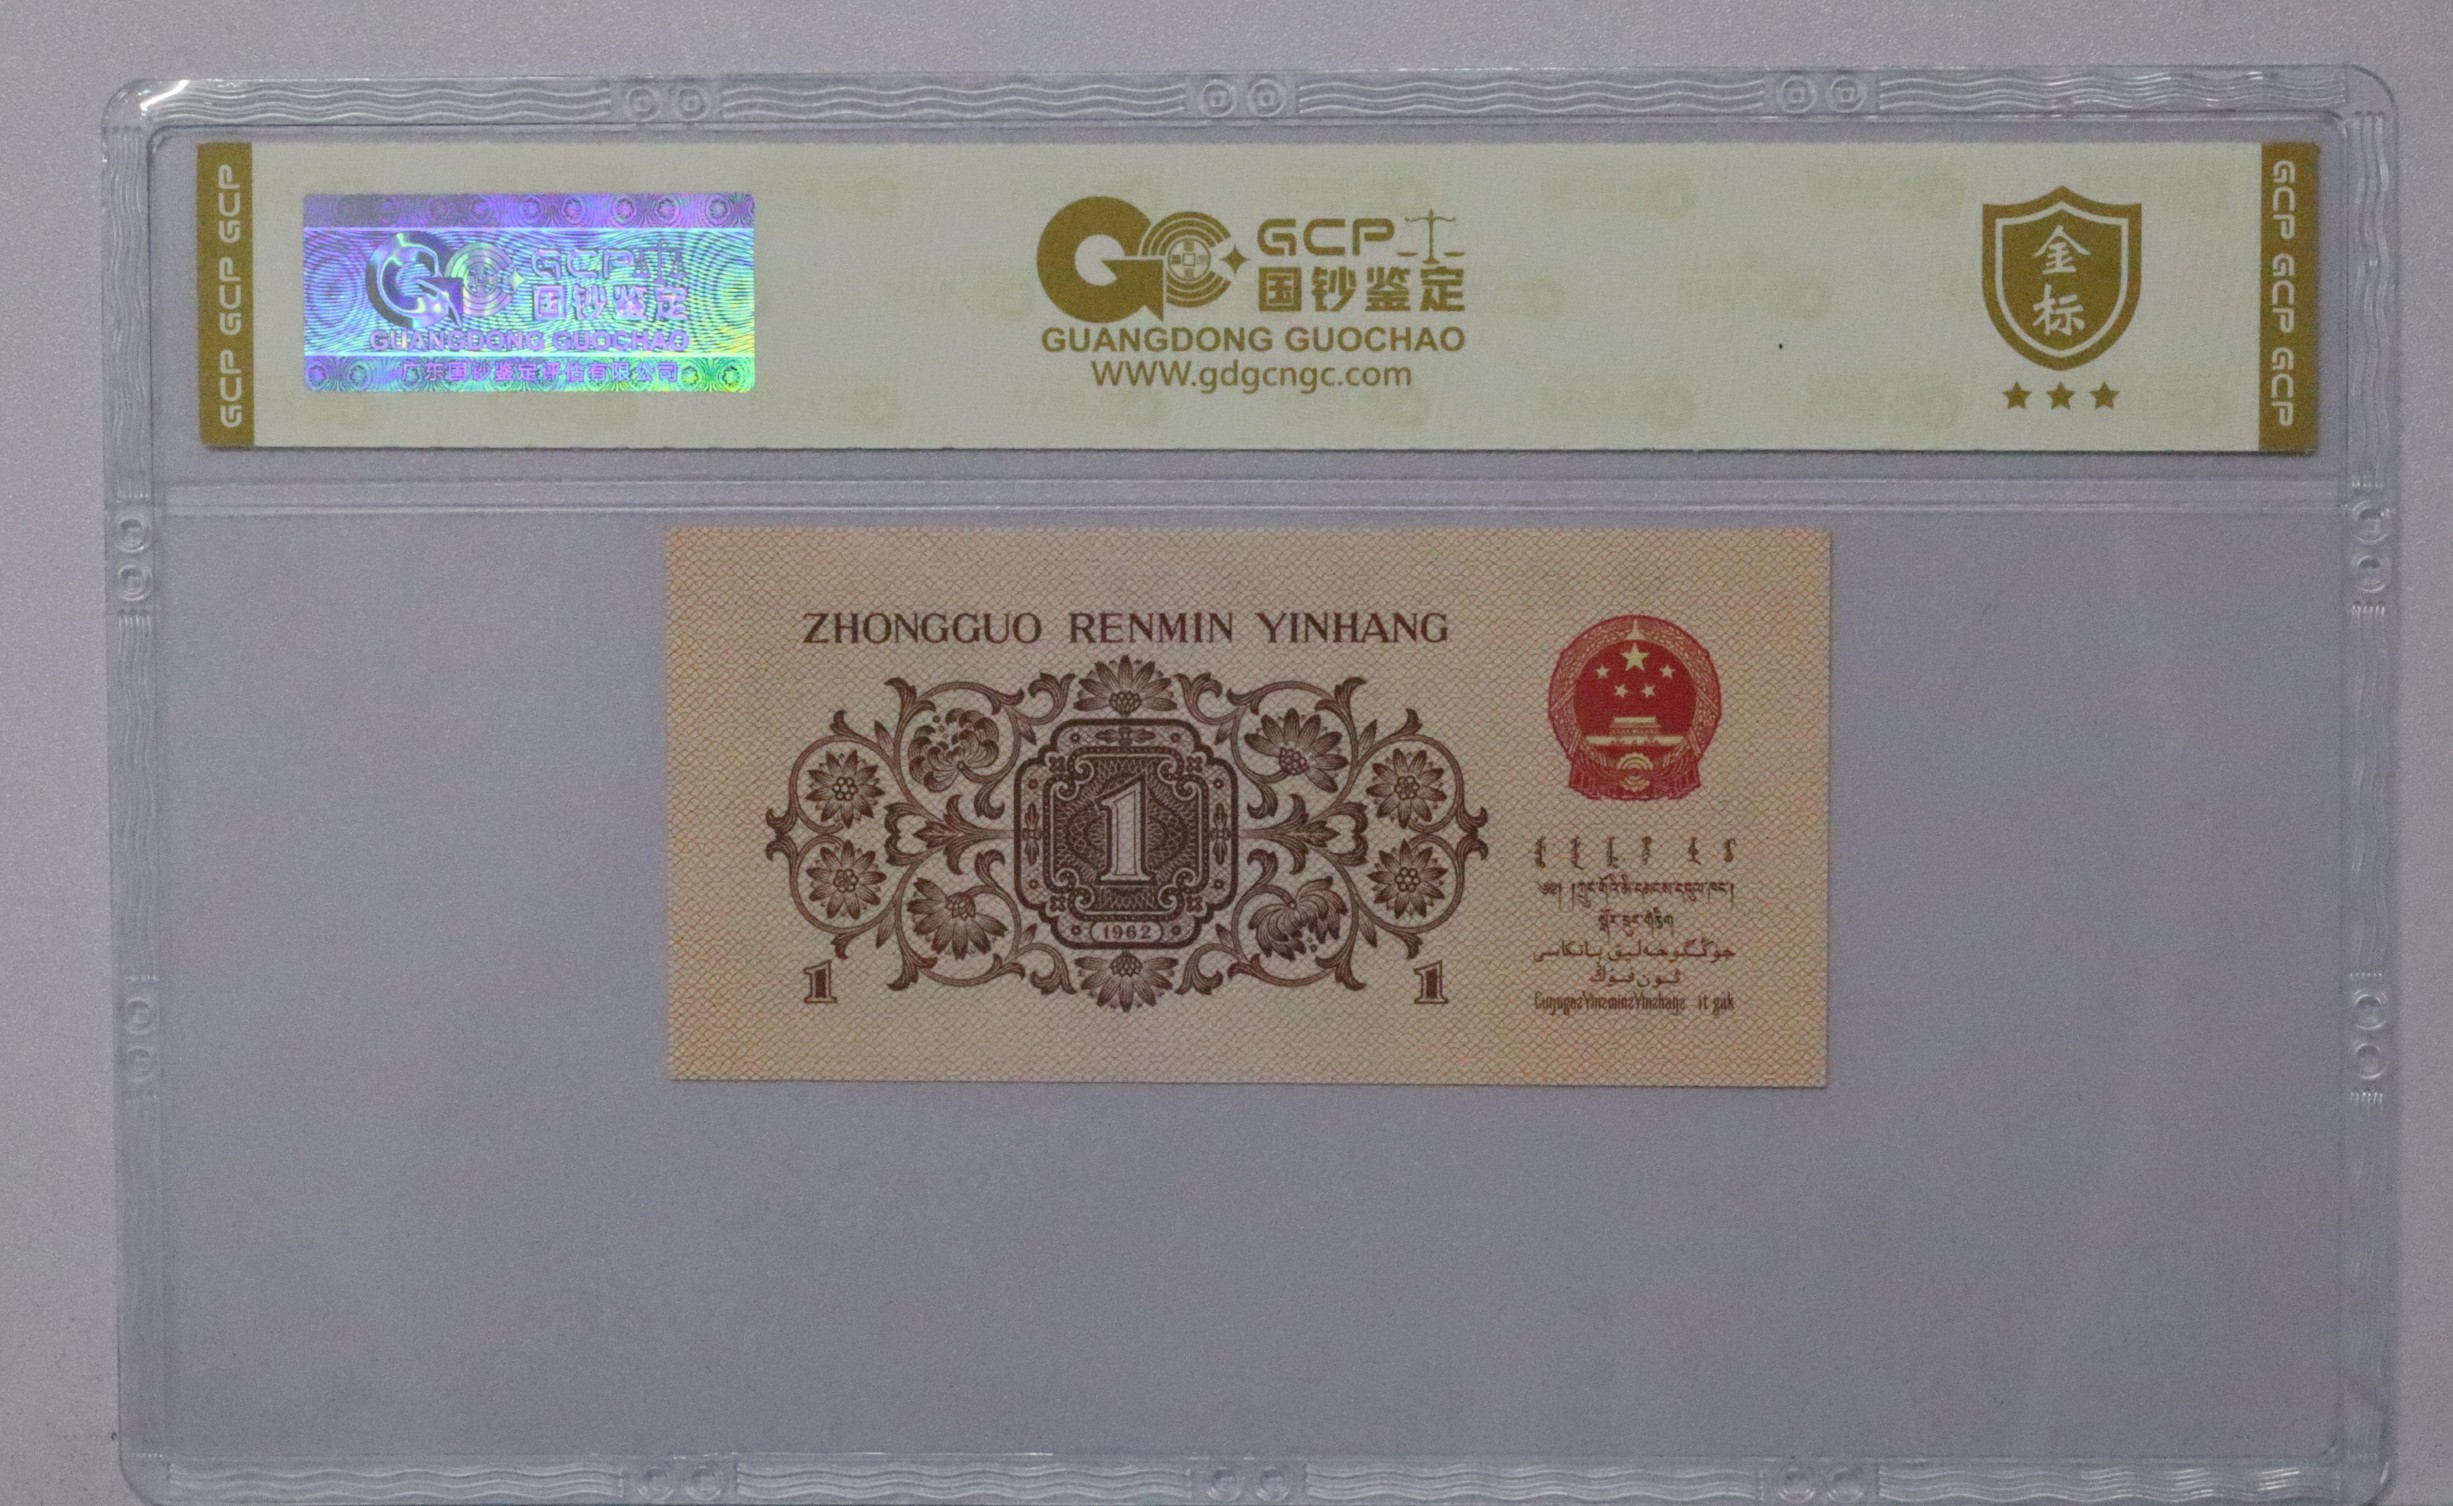 GCP GCP GCP
GCP
国钞鉴定
GUANGDONG GUOCHAO
广东国钞鉴定评估有限公司
GCP
国钞鉴定
GUANGDONG GUOCHAO
WWW.gdgcngc.com
金
标
GCP GCP GCP
ZHONGGUO RENMIN YINHANG
1
1962
1
1